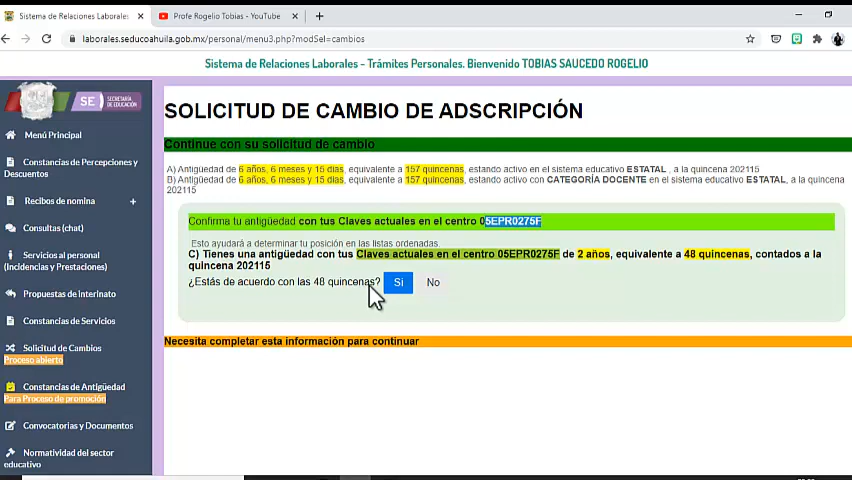 Sistema de Relaciones Laborales
Profe Rogelio Tobias - YouTube
laborales.seducoahuila.gob.mx/personal/menu3.php?modSel=cambios
Sistema de Relaciones Laborales – Trámites Personales. Bienvenido TOBIAS SAUCEDO ROGELIO
SE SECRETARÍA DE EDUCACIÓN
Menú Principal
Constancias de Percepciones y
Descuentos
Recibos de nomina +
Consultas (chat)
Servicios al personal
(Incidencias y Prestaciones)
Propuestas de interinato
Constancias de Servicios
Solicitud de Cambios
Proceso abierto
Constancias de Antigüedad
Para Proceso de promoción
Convocatorias y Documentos
Normatividad del sector
educativo
SOLICITUD DE CAMBIO DE ADSCRIPCIÓN
Continue con su solicitud de cambio
A) Antigüedad de 6 años, 6 meses y 15 dias, equivalente a 157 quincenas, estando activo en el sistema educativo ESTATAL , a la quincena 202115
B) Antigüedad de 6 años, 6 meses y 15 dias, equivalente a 157 quincenas, estando activo con CATEGORÍA DOCENTE en el sistema educativo ESTATAL, a la quincena
202115
Confirma tu antigüedad con tus Claves actuales en el centro 05EPR0275F
Esto ayudará a determinar tu posición en las listas ordenadas.
C) Tienes una antigüedad con tus Claves actuales en el centro 05EPR0275F de 2 años, equivalente a 48 quincenas, contados a la
quincena 202115
¿Estás de acuerdo con las 48 quincenas? Si No
Necesita completar esta información para continuar